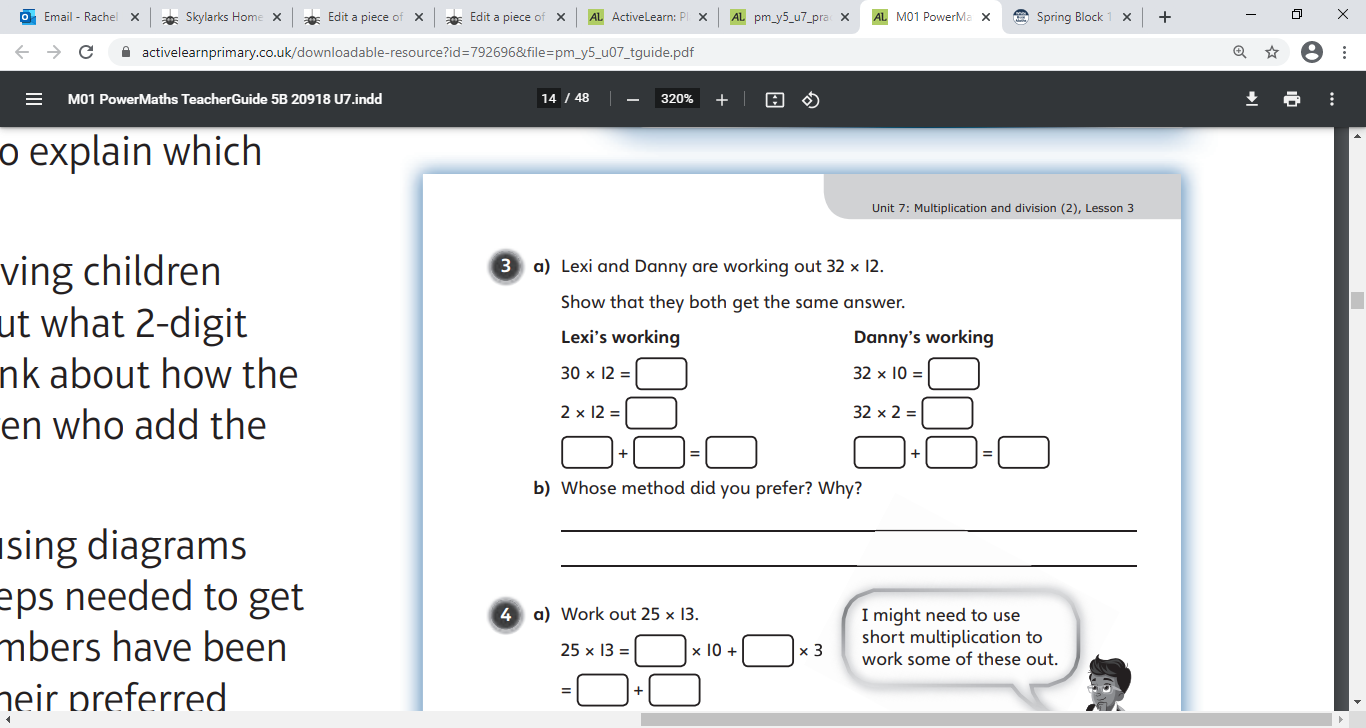 Email - Rachel
Skylarks Home
Edit a piece of
Edit a piece of
ActiveLearn: P
pm_y5_u7_pra
M01 PowerMa
Spring Block 1
activelearnprimary.co.uk/downloadable-resource?id=792696&file=pm_y5_u07_tguide.pdf
M01 PowerMaths TeacherGuide 5B 20918 U7.indd
14 / 48
320%
o explain which
ving children
ut what 2-digit
nk about how the
en who add the
using diagrams
eps needed to get
mbers have been
heir preferred
Unit 7: Multiplication and division (2), Lesson 3
3 a) Lexi and Danny are working out 32 × 12.
Show that they both get the same answer.
Lexi's working Danny's working
30 × 12 = 32 × 10 =
2 × 12 = 32 × 2 =
+ = + =
b) Whose method did you prefer? Why?
4 a) Work out 25 × 13.
25 × 13 = × 10 + × 3
= +
I might need to use
short multiplication to
work some of these out.